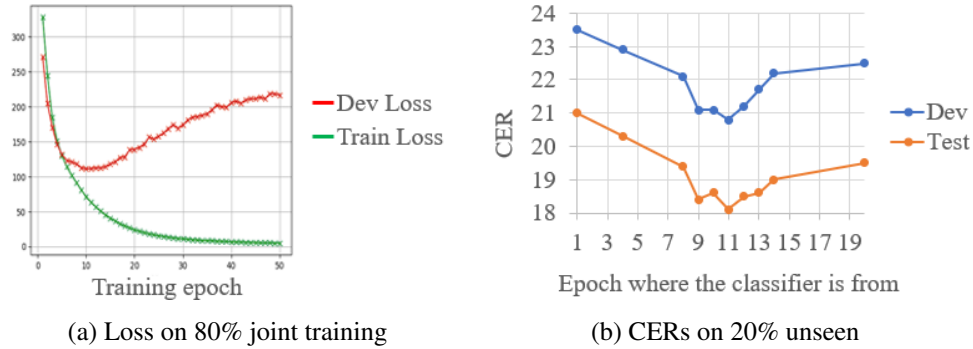 300
250
200
150
100
50
0
0 10 20 30 40 50
Training epoch
Dev Loss
Train Loss
(a) Loss on 80% joint training
24
23
22
21
20
19
18
CER
1 3 5 7 9 11 13 15 17 19
Epoch where the classifier is from
Dev
Test
(b) CERs on 20% unseen